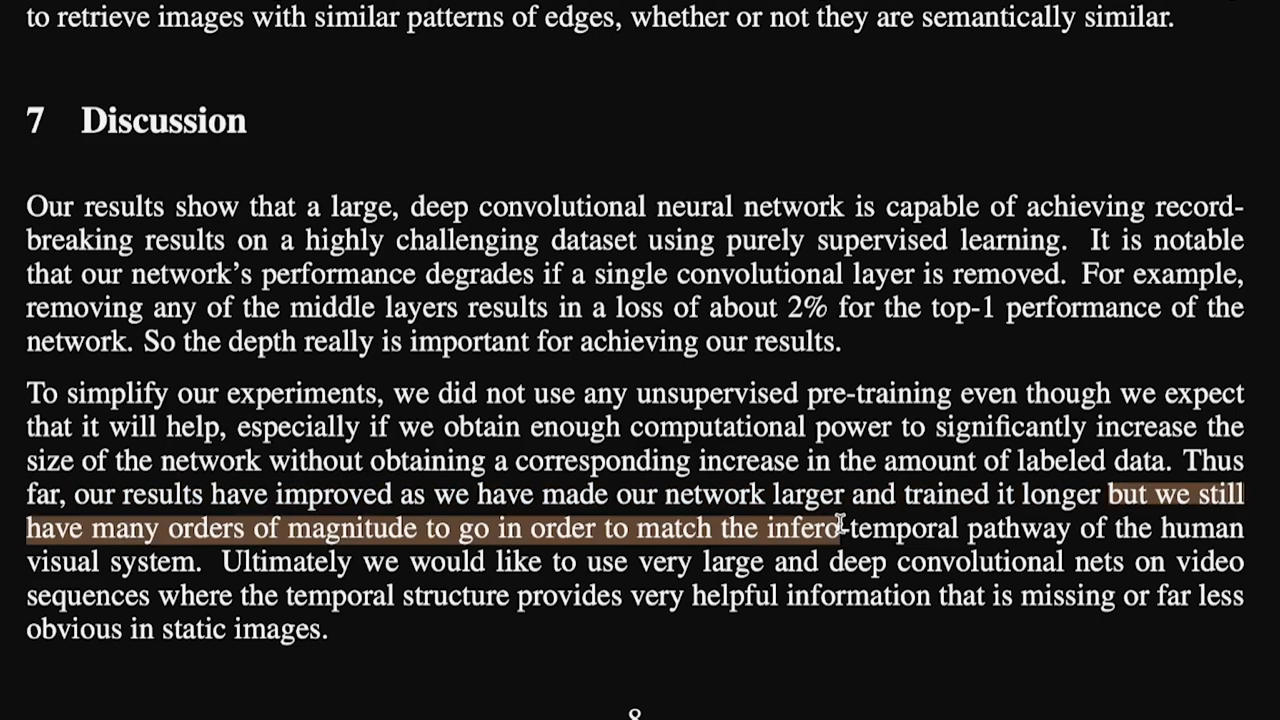 to retrieve images with similar patterns of edges, whether or not they are semantically similar.
7 Discussion
Our results show that a large, deep convolutional neural network is capable of achieving record-
breaking results on a highly challenging dataset using purely supervised learning. It is notable
that our network's performance degrades if a single convolutional layer is removed. For example,
removing any of the middle layers results in a loss of about 2% for the top-1 performance of the
network. So the depth really is important for achieving our results.
To simplify our experiments, we did not use any unsupervised pre-training even though we expect
that it will help, especially if we obtain enough computational power to significantly increase the
size of the network without obtaining a corresponding increase in the amount of labeled data. Thus
far, our results have improved as we have made our network larger and trained it longer but we still
have many orders of magnitude to go in order to match the infero-temporal pathway of the human
visual system. Ultimately we would like to use very large and deep convolutional nets on video
sequences where the temporal structure provides very helpful information that is missing or far less
obvious in static images.
8